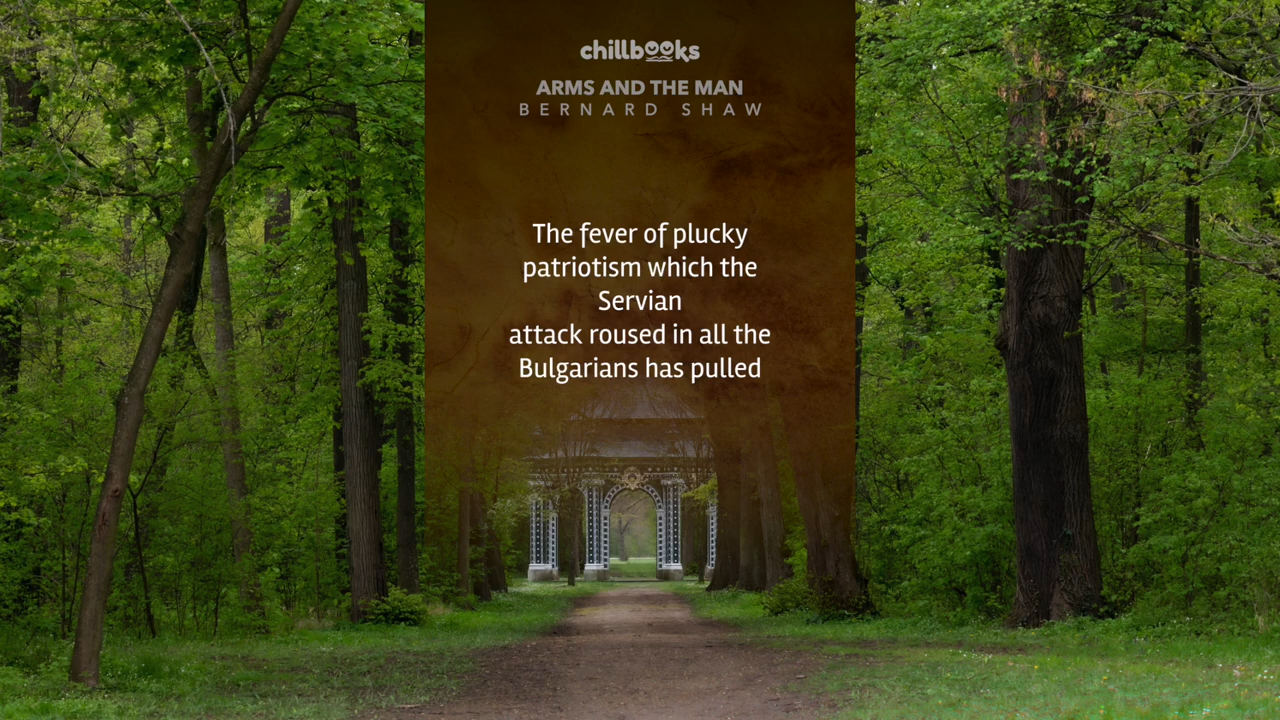 chillbooks
ARMS AND THE MAN
BERNARD SHAW
The fever of plucky
patriotism which the
Servian
attack roused in all the
Bulgarians has pulled